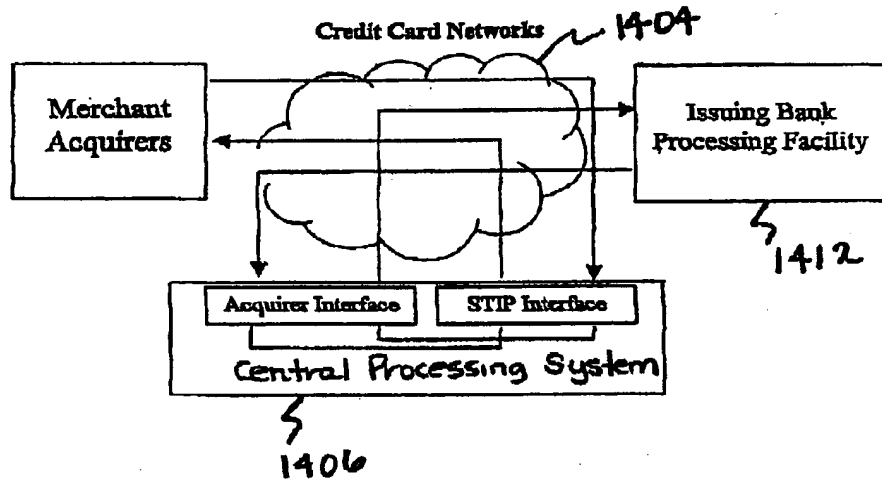 Credit Card Networks
1404
Merchant
Acquirers
Issuing Bank
Processing Facility
1412
Acquirer Interface
STIP Interface
Central Processing System
1406